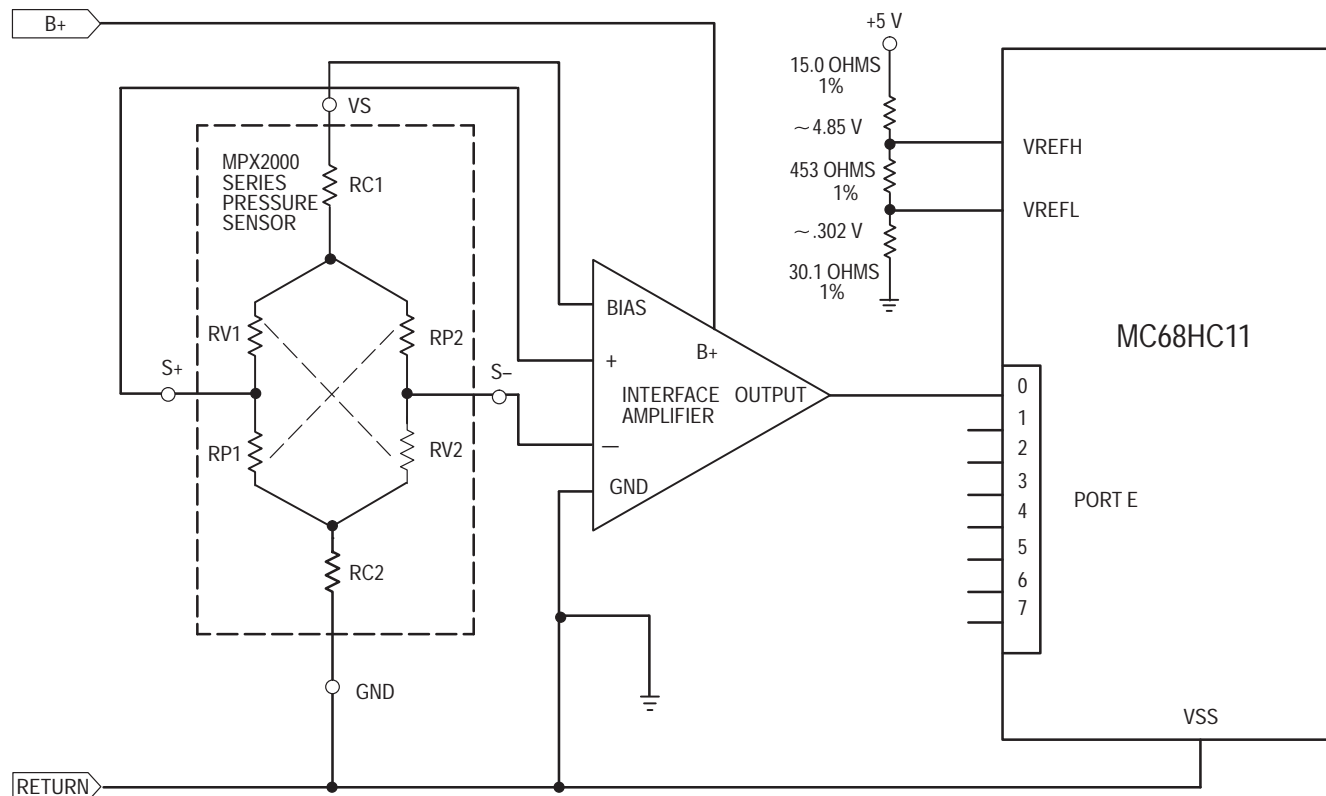 B+
+5 V
15.0 OHMS
1%
VS
~4.85 V
MPX2000
SERIES
PRESSURE
SENSOR
RC1
VREFH
453 OHMS
1%
VREFL
~.302 V
30.1 OHMS
1%
BIAS
RV1
RP2
B+
MC68HC11
S+
S–
+
INTERFACE
AMPLIFIER
OUTPUT
0
1
2
3
4
5
6
7
RP1
RV2
—
GND
PORT E
RC2
GND
VSS
RETURN